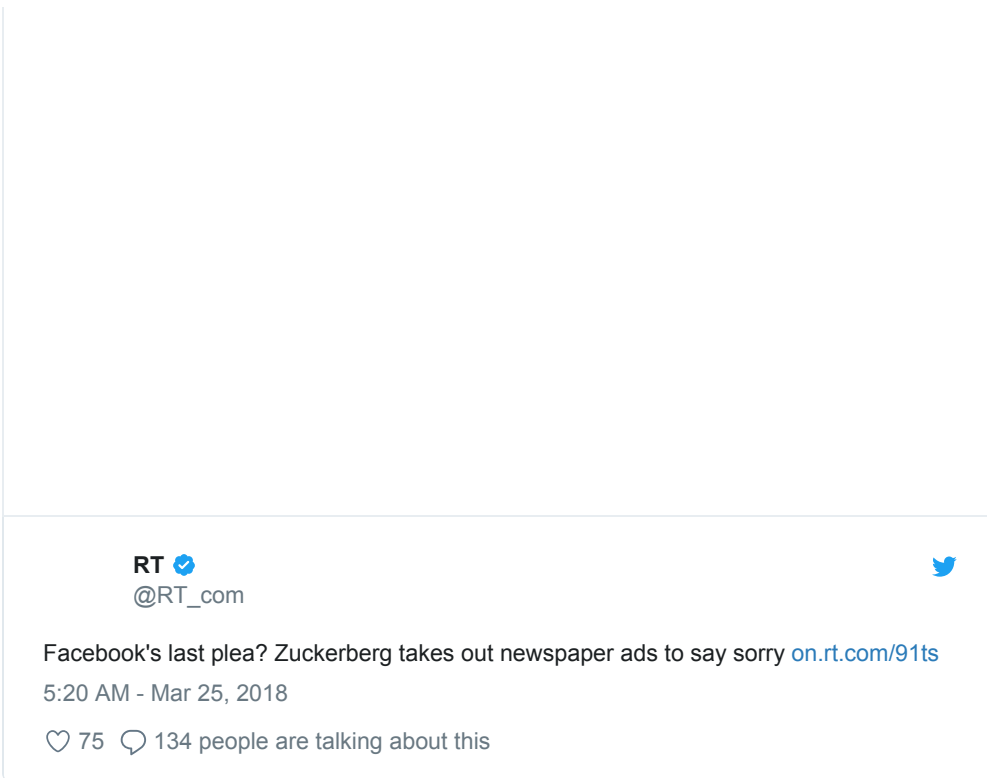 RT
@RT_com
Facebook's last plea? Zuckerberg takes out newspaper ads to say sorry on.rt.com/91ts
5:20 AM - Mar 25, 2018
75 134 people are talking about this